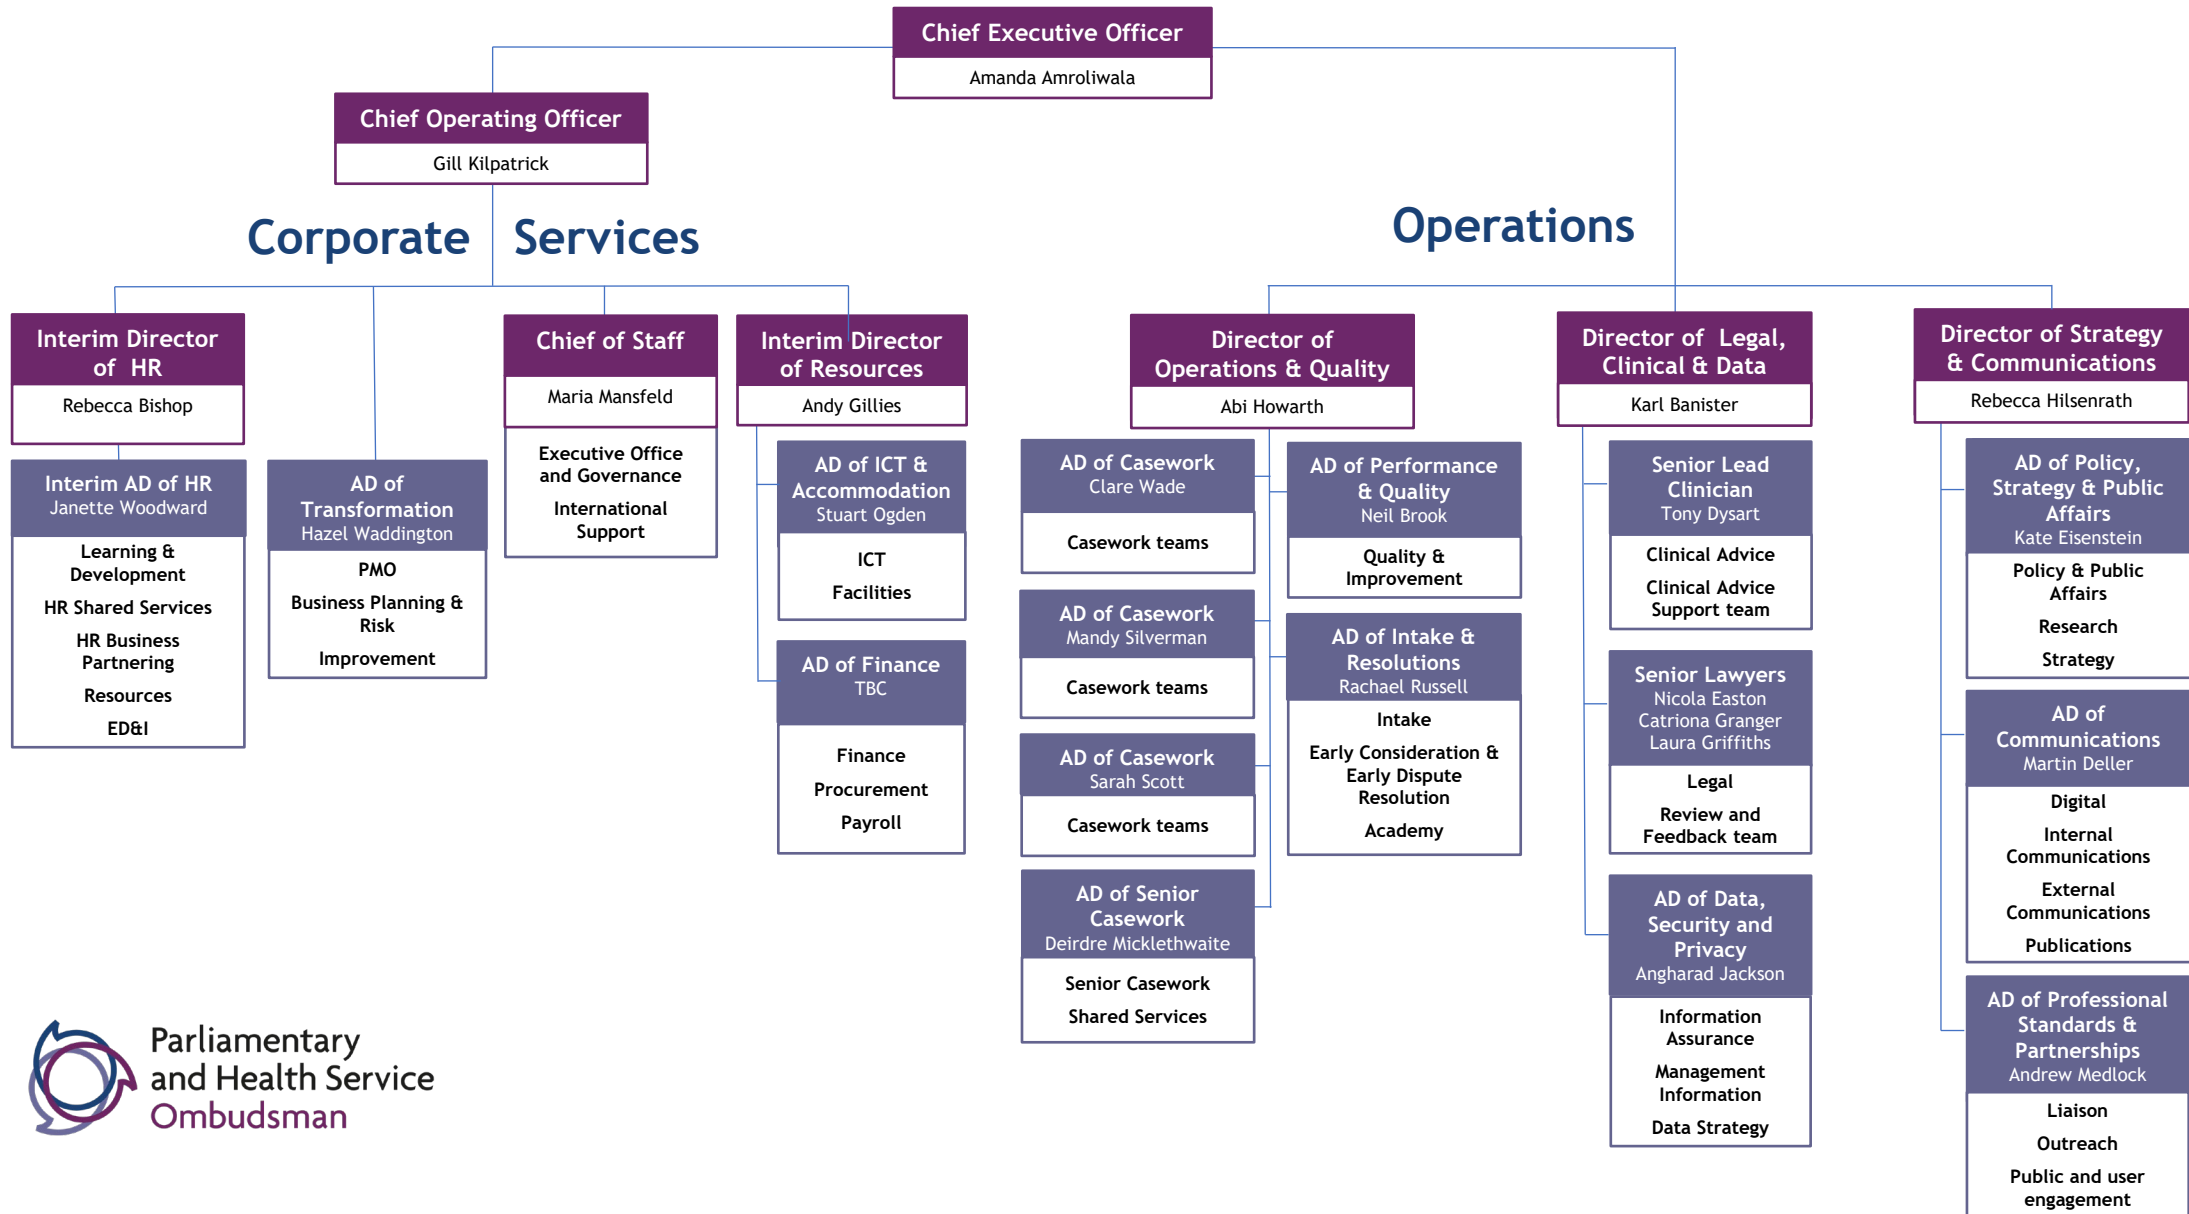 Chief Executive Officer
Amanda Amroliwala
Chief Operating Officer
Gill Kilpatrick
Corporate Services
Operations
Interim Director
of HR
Rebecca Bishop
Interim AD of HR
Janette Woodward
Learning &
Development
HR Shared Services
HR Business
Partnering
Resources
ED&I
AD of
Transformation
Hazel Waddington
PMO
Business Planning &
Risk
Improvement
Chief of Staff
Maria Mansfeld
Executive Office
and Governance
International
Support
Interim Director
of Resources
Andy Gillies
AD of ICT &
Accommodation
Stuart Ogden
ICT
Facilities
AD of Finance
TBC
Finance
Procurement
Payroll
Director of
Operations & Quality
Abi Howarth
AD of Casework
Clare Wade
Casework teams
AD of Casework
Mandy Silverman
Casework teams
AD of Casework
Sarah Scott
Casework teams
AD of Senior
Casework
Deirdre Micklethwaite
Senior Casework
Shared Services
AD of Performance
& Quality
Neil Brook
Quality &
Improvement
AD of Intake &
Resolutions
Rachael Russell
Intake
Early Consideration &
Early Dispute
Resolution
Academy
Director of Legal,
Clinical & Data
Karl Banister
Senior Lead
Clinician
Tony Dysart
Clinical Advice
Clinical Advice
Support team
Senior Lawyers
Nicola Easton
Catriona Granger
Laura Griffiths
Legal
Review and
Feedback team
AD of Data,
Security and
Privacy
Angharad Jackson
Information
Assurance
Management
Information
Data Strategy
Director of Strategy
& Communications
Rebecca Hilsenrath
AD of Policy,
Strategy & Public
Affairs
Kate Eisenstein
Policy & Public
Affairs
Research
Strategy
AD of
Communications
Martin Deller
Digital
Internal
Communications
External
Communications
Publications
AD of Professional
Standards &
Partnerships
Andrew Medlock
Liaison
Outreach
Public and user
engagement
Parliamentary
and Health Service
Ombudsman